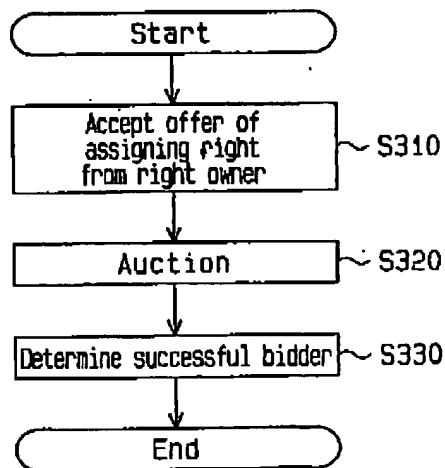 Start
Accept offer of
assigning right
from right owner
S310
Auction
S320
Determine successful bidder
S330
End